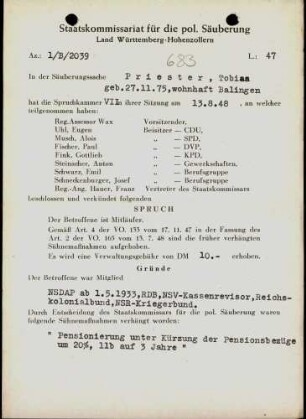 Staatskommissariat für die pol. Säuberung
Land Württemberg-Hohenzollern
Az.: 1/B/2039
683
L.: 47
In der Säuberungssache P r i e s t e r , Tobias
geb.27.11.75,wohnhaft Balingen
hat die Spruchkammer VII in ihrer Sitzung am 13.8.48 , an welcher
teilgenommen haben:
Reg.Assessor Wax Vorsitzender,
Uhl, Eugen Beisitzer — CDU,
Musch, Alois „ — SPD,
Fischer, Paul „ — DVP,
Fink, Gottlieb „ — KPD,
Steinacher, Anton „ — Gewerkschaften,
Schwarz, Emil „ — Berufsgruppe
Schnerkenburger, Josef „ — Berufsgruppe
Reg.-Ang. Hauer, Franz Vertreter des Staatskommissars
beschlossen und verkündet folgenden
SPRUCH
Der Betroffene ist Mitläufer.
Gemäß Art. 4 der VO. 133 vom 17. 11. 47 in der Fassung des
Art. 2 der VO. 165 vom 13. 7. 48 sind die früher verhängten
Sühnemaßnahmen aufgehoben.
Es wird eine Verwaltungsgebühr von DM 10.— erhoben.
Gründe
Der Betroffene war Mitglied
NSDAP ab 1.5.1933,RDB,NSV-Kassenrevisor,Reichs-
kolonialbund,NSR-Kriegerbund.
Durch Entscheidung des Staatskommissars für die pol. Säuberung waren
folgende Sühnemaßnahmen verhängt worden:
" Pensionierung unter Kürzung der Pensionsbezüge
um 20%, 11b auf 3 Jahre "